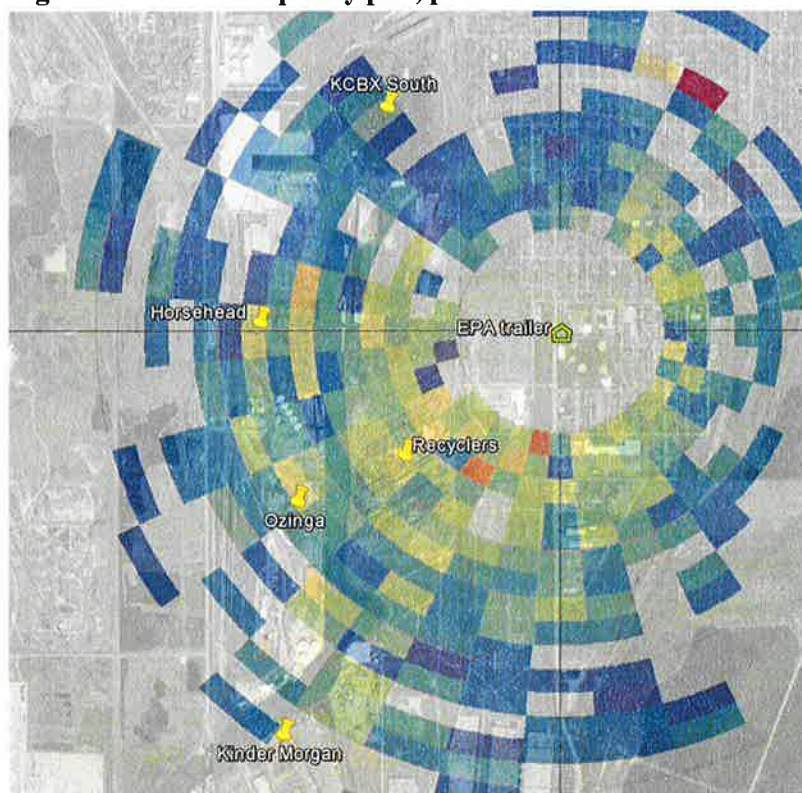 KCBX South
Horsehead
EPA trailer
Recyclers
Ozinga
Kinder Morgan